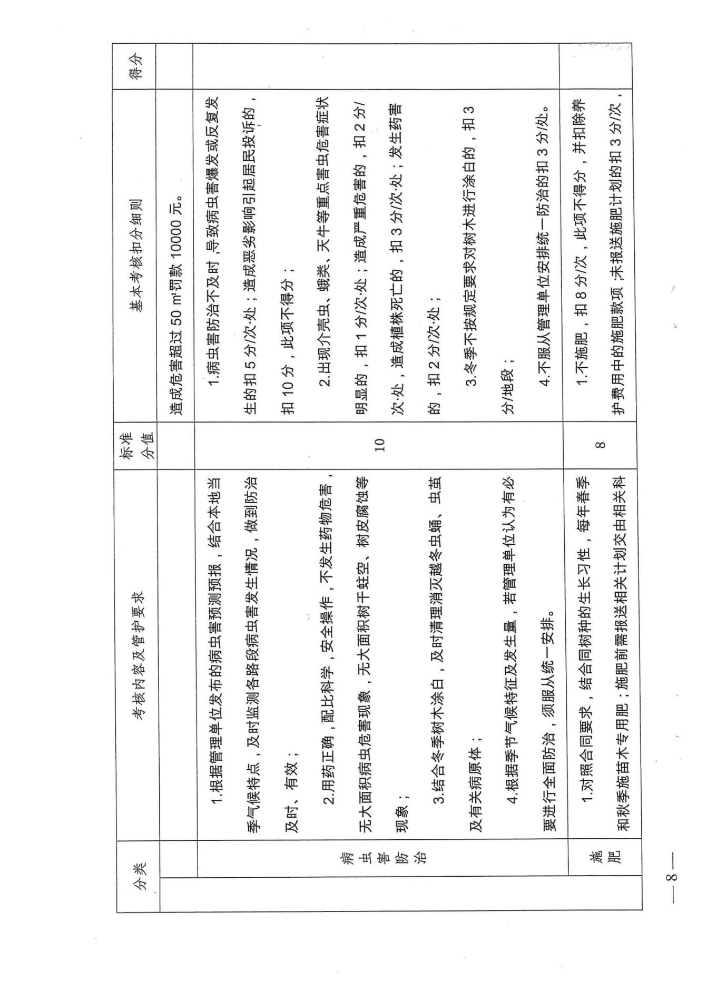 分类
考核内容及管护要求
标准
分值
基本考核扣分细则
得分
造成危害超过 50 ㎡罚款 10000 元。
病
虫
害
防
治
1.根据管理单位发布的病虫害预测预报，结合本地当
季气候特点，及时监测各路段病虫害发生情况，做到防治
及时、有效；
2.用药正确，配比科学，安全操作，不发生药物危害，
无大面积病虫危害现象，无大面积树干蛀空、树皮腐蚀等
现象；
3.结合冬季树木涂白，及时清理消灭越冬虫蛹、虫茧
及有关病原体；
4.根据季节气候特征及发生量，若管理单位认为有必
要进行全面防治，须服从统一安排。
10
1.病虫害防治不及时,导致病虫害爆发或反复发
生的扣 5 分/次·处；造成恶劣影响引起居民投诉的，
扣 10 分，此项不得分；
2.出现介壳虫、蛾类、天牛等重点害虫危害症状
明显的，扣 1 分/次·处；造成严重危害的，扣 2 分/
次·处，造成植株死亡的，扣 3 分/次·处；发生药害
的，扣 2 分/次·处；
3.冬季不按规定要求对树木进行涂白的，扣 3
分/地段；
4.不服从管理单位安排统一防治的扣 3 分/处。
施
肥
1.对照合同要求，结合合同树种的生长习性，每年春季
和秋季施苗木专用肥；施肥前需报送相关计划交由相关科
8
1.不施肥，扣 8 分/次，此项不得分，并扣除养
护费用中的施肥款项；未报送施肥计划的扣 3 分/次，
— 8 —